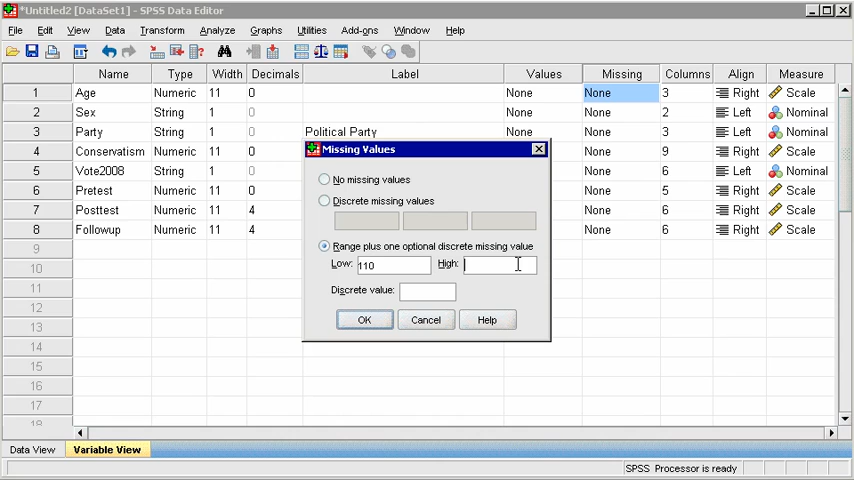 *Untitled2 [DataSet1] - SPSS Data Editor
File Edit View Data Transform Analyze Graphs Utilities Add-ons Window Help
Name Type Width Decimals Label Values Missing Columns Align Measure
1 Age Numeric 11 0 None None 3 Right Scale
2 Sex String 1 0 None None 2 Left Nominal
3 Party String 1 0 Political Party None None 3 Left Nominal
4 Conservatism Numeric 11 0 None 9 Right Scale
5 Vote2008 String 1 0 None 6 Left Nominal
6 Pretest Numeric 11 0 None 5 Right Scale
7 Posttest Numeric 11 4 None 6 Right Scale
8 Followup Numeric 11 4 None 6 Right Scale
9
10
11
12
13
14
15
16
17
18
Missing Values
No missing values
Discrete missing values
Range plus one optional discrete missing value
Low: 110 High:
Discrete value:
OK Cancel Help
Data View Variable View
SPSS Processor is ready